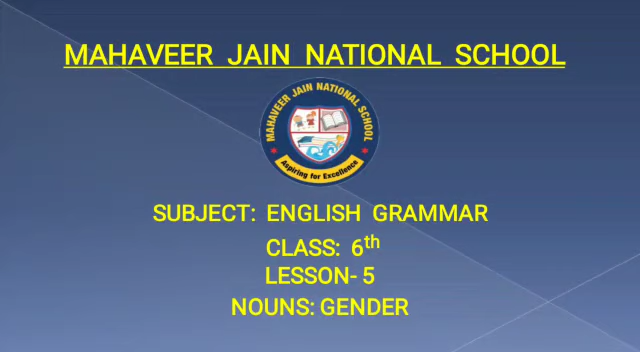 MAHAVEER JAIN NATIONAL SCHOOL
MAHAVEER JAIN NATIONAL SCHOOL
Aspiring for Excellence
SUBJECT: ENGLISH GRAMMAR
CLASS: 6th
LESSON- 5
NOUNS: GENDER